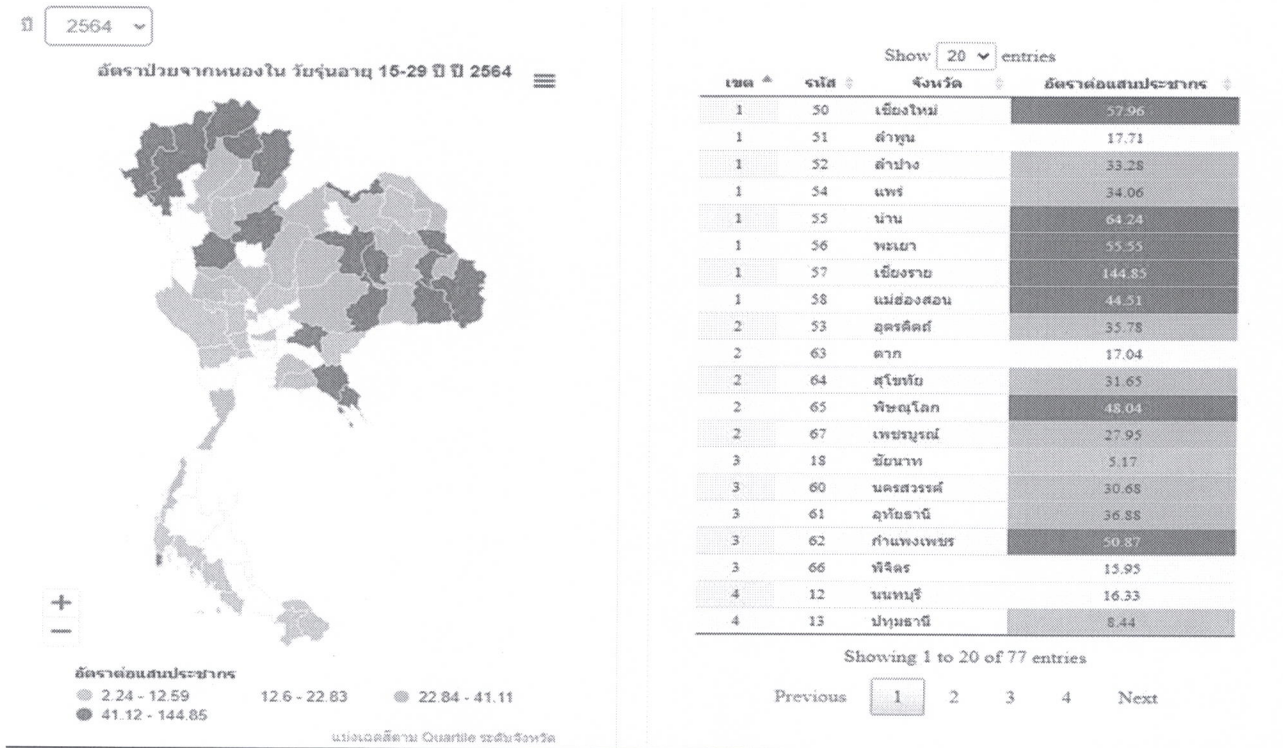 ปี 2564
อัตราป่วยจากหนองใน วัยรุ่นอายุ 15-29 ปี ปี 2564
อัตราต่อแสนประชากร
2.24 - 12.59 12.6 - 22.83 22.84 - 41.11
41.12 - 144.85
แบ่งเฉดสีตาม Quartile ระดับจังหวัด
Show 20 entries
เขต รหัส จังหวัด อัตราต่อแสนประชากร
1 50 เชียงใหม่ 57.96
1 51 ลำพูน 17.71
1 52 ลำปาง 33.28
1 54 แพร่ 34.06
1 55 น่าน 64.24
1 56 พะเยา 55.55
1 57 เชียงราย 144.85
1 58 แม่ฮ่องสอน 44.51
2 53 อุตรดิตถ์ 35.78
2 63 ตาก 17.04
2 64 สุโขทัย 31.65
2 65 พิษณุโลก 48.04
2 67 เพชรบูรณ์ 27.95
3 18 ชัยนาท 5.17
3 60 นครสวรรค์ 30.68
3 61 อุทัยธานี 36.88
3 62 กำแพงเพชร 50.87
3 66 พิจิตร 15.95
4 12 นนทบุรี 16.33
4 13 ปทุมธานี 8.44
Showing 1 to 20 of 77 entries
Previous 1 2 3 4 Next